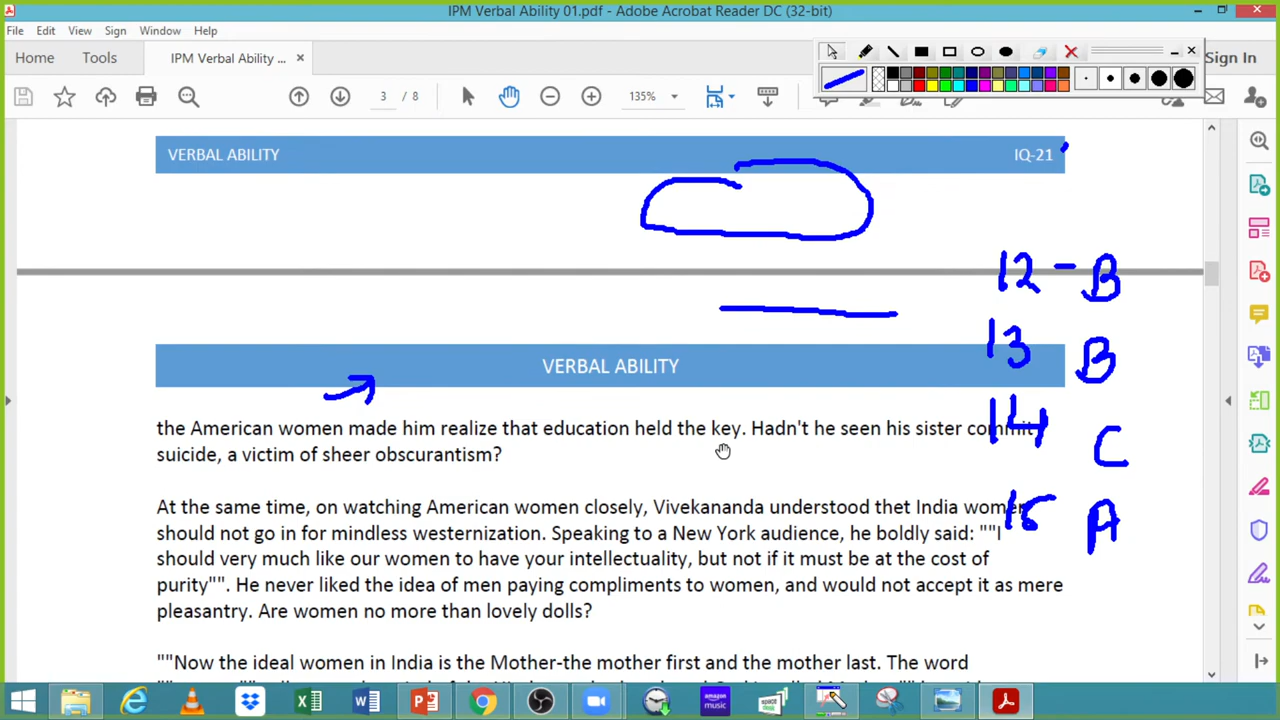 IPM Verbal Ability 01.pdf - Adobe Acrobat Reader DC (32-bit)
File Edit View Sign Window Help
Home Tools IPM Verbal Ability ... × Sign In
3 / 8 135%
VERBAL ABILITY IQ-21
12 - B
VERBAL ABILITY
13 B
the American women made him realize that education held the key. Hadn't he seen his sister commit
14 C
suicide, a victim of sheer obscurantism?
At the same time, on watching American women closely, Vivekananda understood thet India women
15 A
should not go in for mindless westernization. Speaking to a New York audience, he boldly said: ""I
should very much like our women to have your intellectuality, but not if it must be at the cost of
purity"". He never liked the idea of men paying compliments to women, and would not accept it as mere
pleasantry. Are women no more than lovely dolls?
""Now the ideal women in India is the Mother-the mother first and the mother last. The word